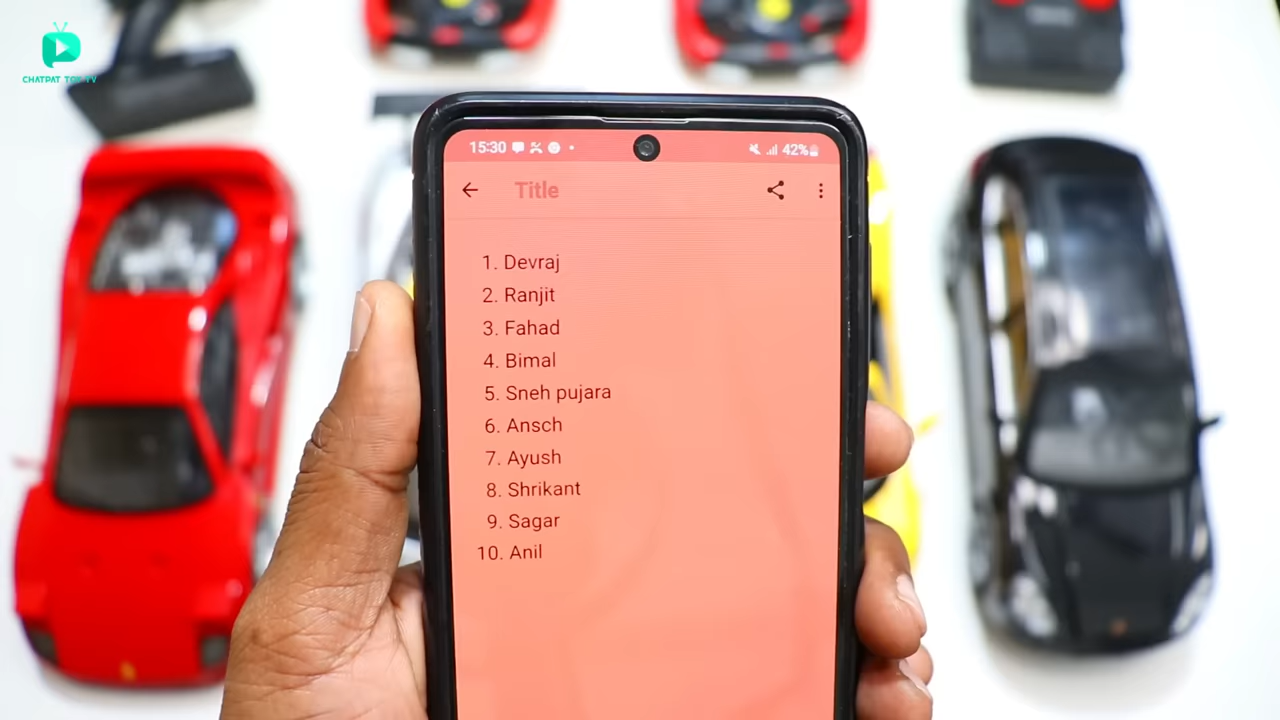 CHATPAT TOY TV
15:30
42%
Title
1. Devraj
2. Ranjit
3. Fahad
4. Bimal
5. Sneh pujara
6. Ansch
7. Ayush
8. Shrikant
9. Sagar
10. Anil